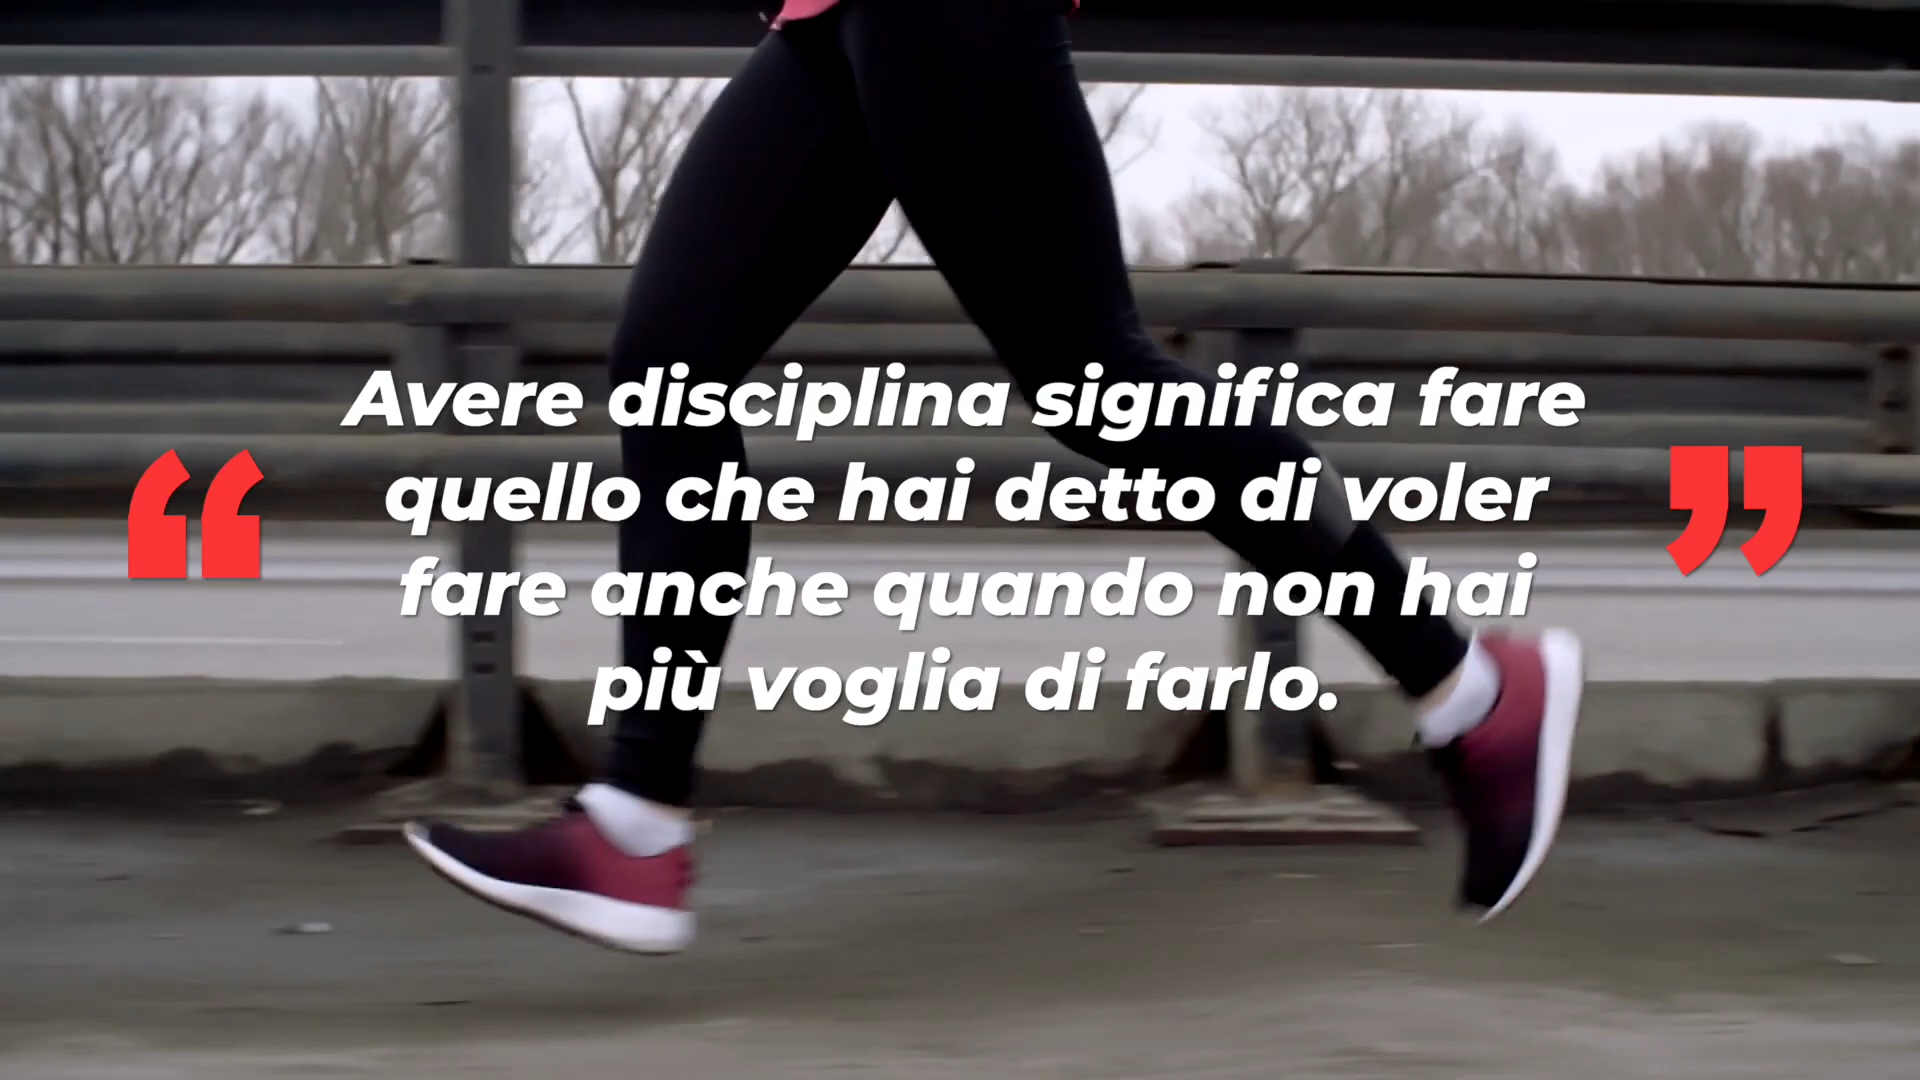 Avere disciplina significa fare
“ quello che hai detto di voler ”
fare anche quando non hai
più voglia di farlo.